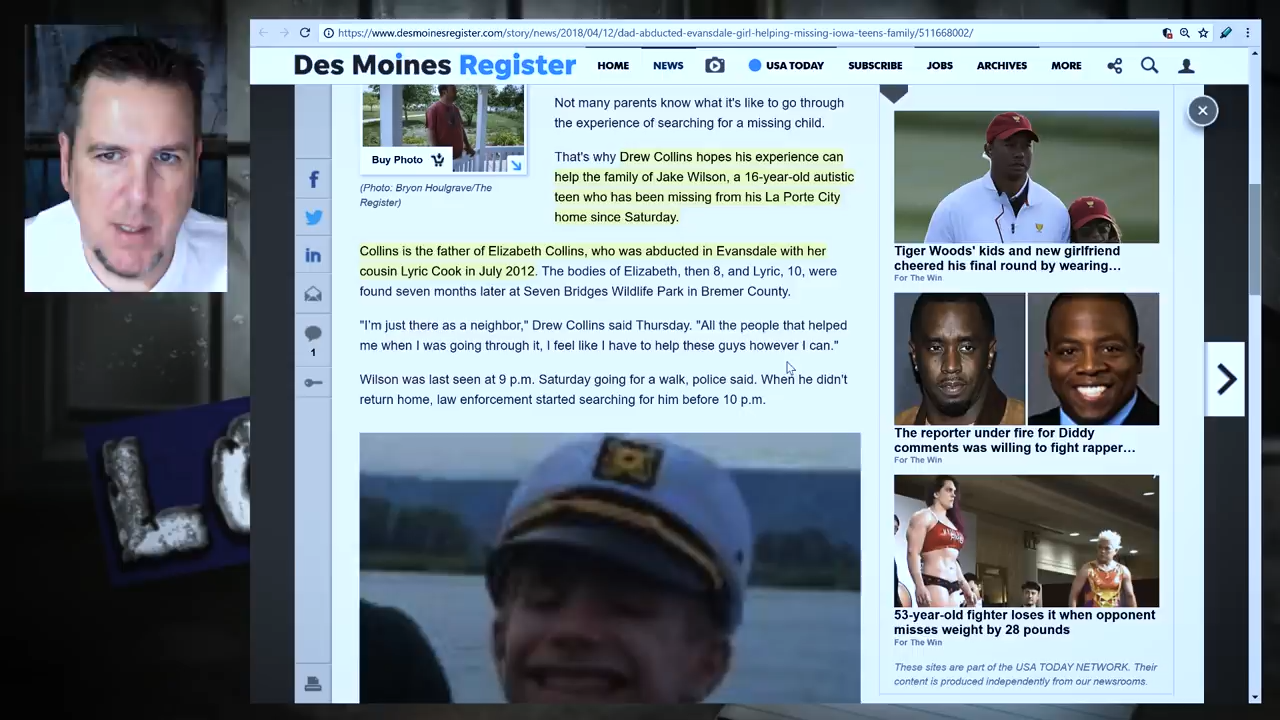 https://www.desmoinesregister.com/story/news/2018/04/12/dad-abducted-evansdale-girl-helping-missing-iowa-teens-family/511668002/
Des Moines Register
HOME
NEWS
USA TODAY
SUBSCRIBE
JOBS
ARCHIVES
MORE
Buy Photo
(Photo: Bryon Houlgrave/The
Register)
Not many parents know what it's like to go through
the experience of searching for a missing child.
That's why Drew Collins hopes his experience can
help the family of Jake Wilson, a 16-year-old autistic
teen who has been missing from his La Porte City
home since Saturday.
Collins is the father of Elizabeth Collins, who was abducted in Evansdale with her
cousin Lyric Cook in July 2012. The bodies of Elizabeth, then 8, and Lyric, 10, were
found seven months later at Seven Bridges Wildlife Park in Bremer County.
"I'm just there as a neighbor," Drew Collins said Thursday. "All the people that helped
me when I was going through it, I feel like I have to help these guys however I can."
Wilson was last seen at 9 p.m. Saturday going for a walk, police said. When he didn't
return home, law enforcement started searching for him before 10 p.m.
1
Tiger Woods' kids and new girlfriend
cheered his final round by wearing…
For The Win
The reporter under fire for Diddy
comments was willing to fight rapper…
For The Win
53-year-old fighter loses it when opponent
misses weight by 28 pounds
For The Win
These sites are part of the USA TODAY NETWORK. Their
content is produced independently from our newsrooms.
LO